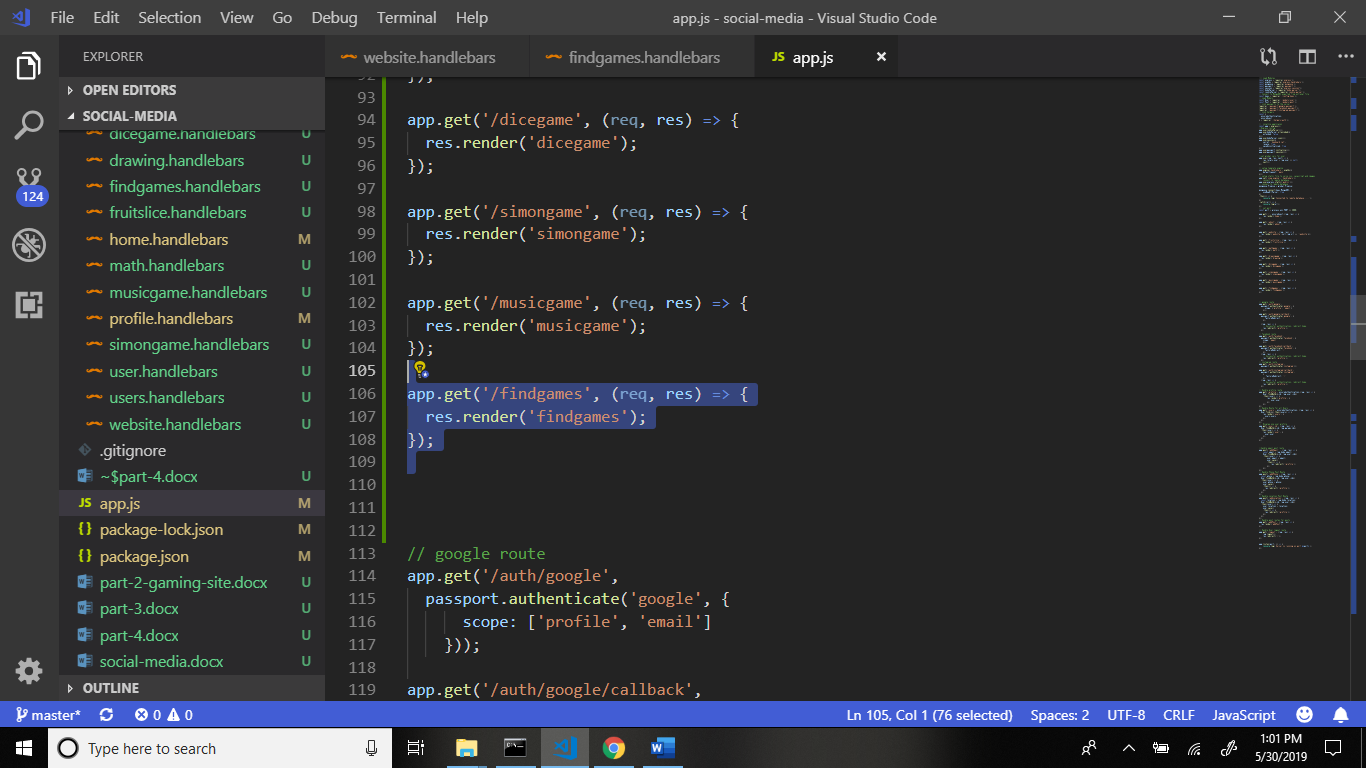 File Edit Selection View Go Debug Terminal Help
app.js - social-media - Visual Studio Code
EXPLORER
OPEN EDITORS
SOCIAL-MEDIA
dicegame.handlebars U
drawing.handlebars U
findgames.handlebars U
fruitslice.handlebars U
home.handlebars M
math.handlebars U
musicgame.handlebars U
profile.handlebars M
simongame.handlebars U
user.handlebars U
users.handlebars U
website.handlebars U
.gitignore
~$part-4.docx U
JS app.js M
{} package-lock.json M
{} package.json M
part-2-gaming-site.docx U
part-3.docx U
part-4.docx U
social-media.docx U
OUTLINE
124
website.handlebars
findgames.handlebars
JS app.js
92 });
93
94 app.get('/dicegame', (req, res) => {
95 res.render('dicegame');
96 });
97
98 app.get('/simongame', (req, res) => {
99 res.render('simongame');
100 });
101
102 app.get('/musicgame', (req, res) => {
103 res.render('musicgame');
104 });
105
106 app.get('/findgames', (req, res) => {
107 res.render('findgames');
108 });
109
110
111
112
113 // google route
114 app.get('/auth/google',
115 passport.authenticate('google', {
116 scope: ['profile', 'email']
117 }));
118
119 app.get('/auth/google/callback',
master* 0 0
Ln 105, Col 1 (76 selected) Spaces: 2 UTF-8 CRLF JavaScript
Type here to search
1:01 PM
5/30/2019